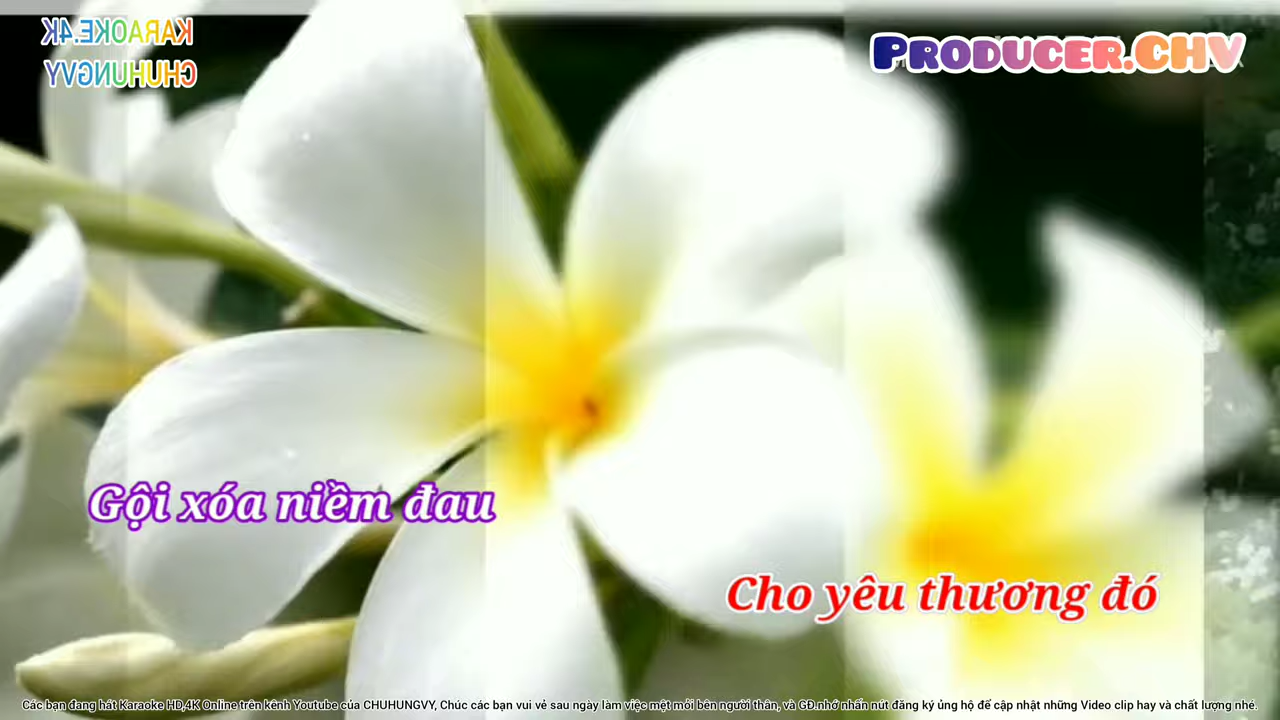 KARAOKE.4K
CHUHUNGVY
PRODUCER.CHV
Gội xóa niềm đau
Cho yêu thương đó
Các bạn đang hát Karaoke HD,4K Online trên kênh Youtube của CHUHUNGVY, Chúc các bạn vui vẻ sau ngày làm việc mệt mỏi bên người thân, và GĐ.nhớ nhấn nút đăng ký ủng hộ để cập nhật những Video clip hay và chất lượng nhé.